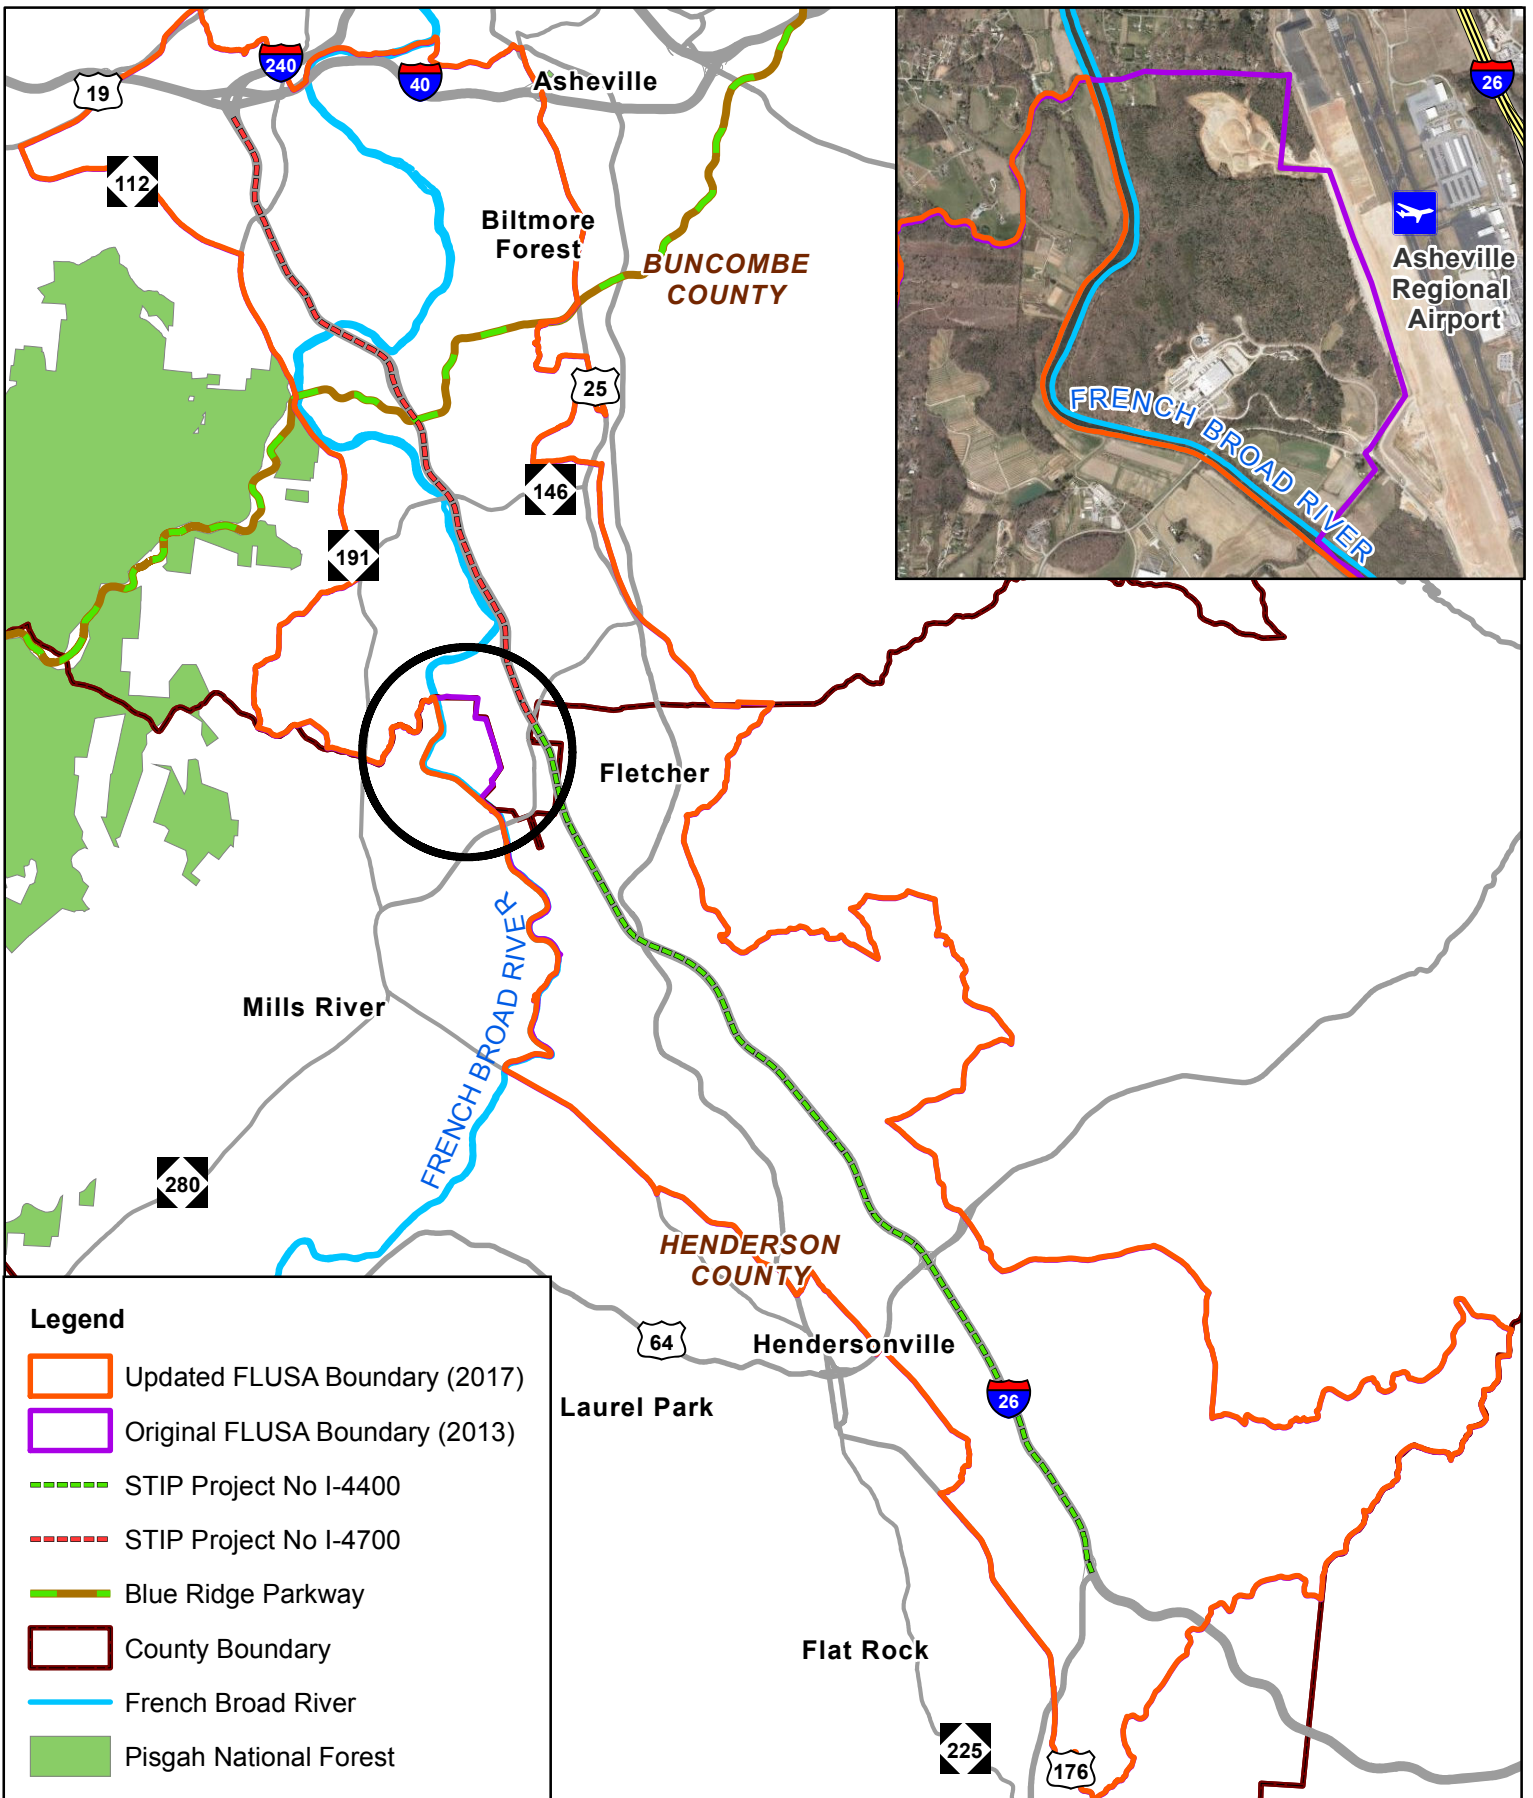 240
19
40
Asheville
26
112
Biltmore
Forest
BUNCOMBE
COUNTY
Asheville
Regional
Airport
25
FRENCH BROAD RIVER
146
191
Fletcher
FRENCH BROAD RIVER
Mills River
280
HENDERSON
COUNTY
64
Hendersonville
26
Laurel Park
Flat Rock
225
176
Legend
Updated FLUSA Boundary (2017)
Original FLUSA Boundary (2013)
STIP Project No I-4400
STIP Project No I-4700
Blue Ridge Parkway
County Boundary
French Broad River
Pisgah National Forest